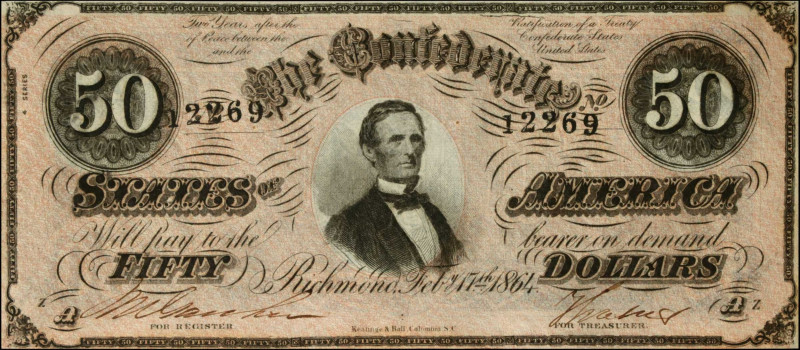 FIFTY 50 FIFTY 50 FIFTY 50 FIFTY 50 FIFTY 50 FIFTY 50 FIFTY
Two Years after the Ratification of a Treaty
of Peace between the Confederate States
and the United States
4 SERIES
50 The Confederate 50
12269 No 12269
STATES OF AMERICA
Will pay to the bearer on demand
FIFTY DOLLARS
Richmond, Feby. 17th. 1864
Z A A Z
FOR REGISTER Keatinge & Ball, Columbia S.C. FOR TREASURER.